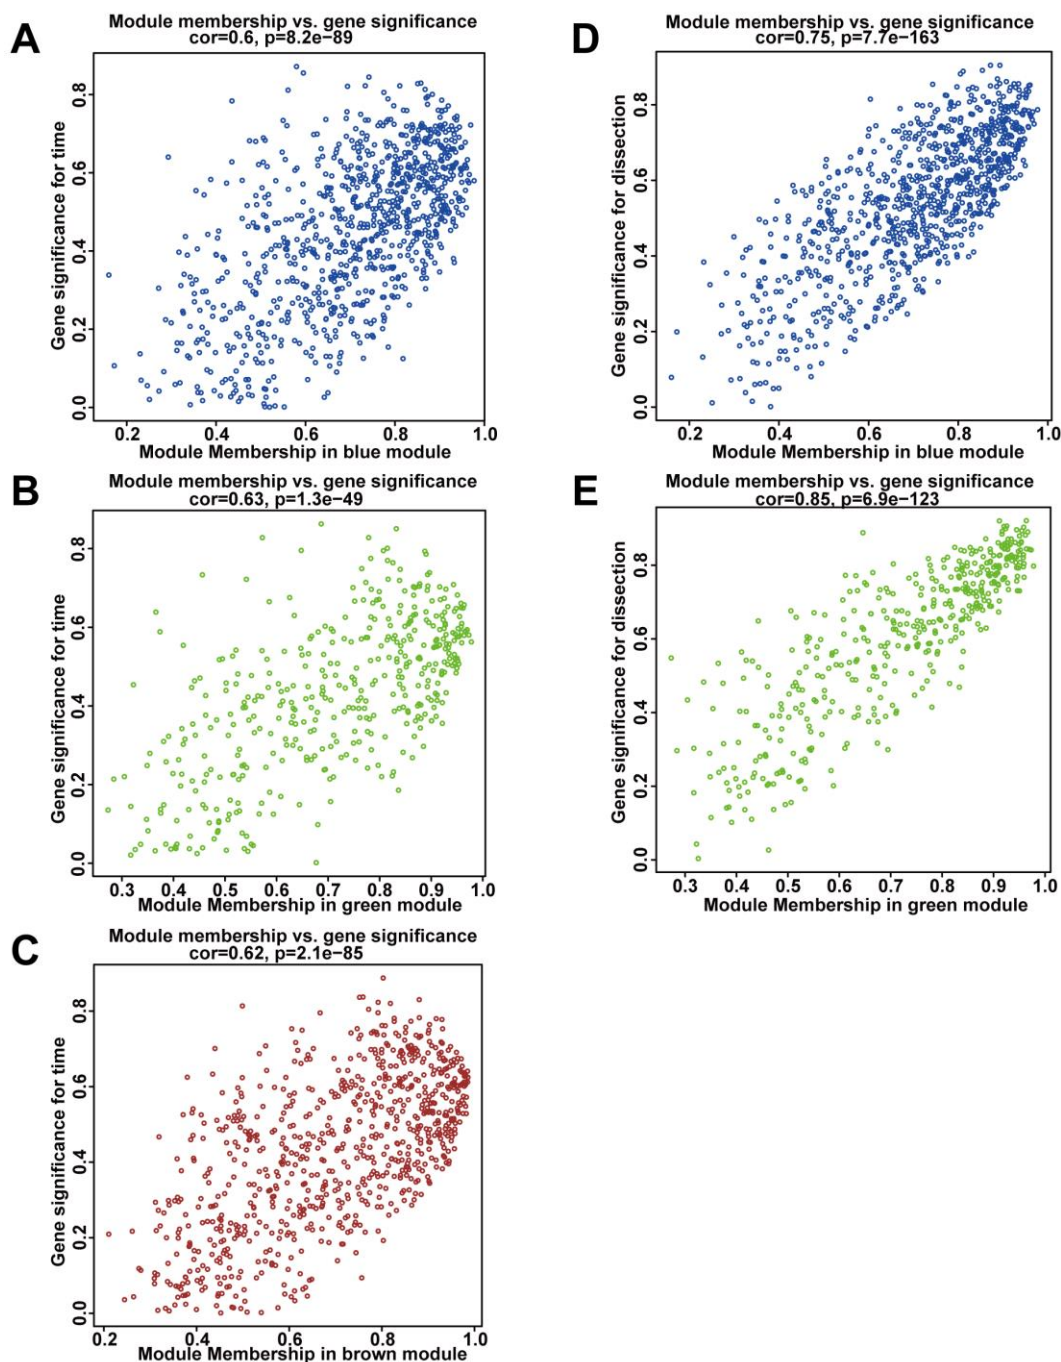 A
Module membership vs. gene significance
cor=0.6, p=8.2e−89
Gene significance for time
0.0 0.2 0.4 0.6 0.8
0.2 0.4 0.6 0.8 1.0
Module Membership in blue module
D
Module membership vs. gene significance
cor=0.75, p=7.7e−163
Gene significance for dissection
0.0 0.2 0.4 0.6 0.8
0.2 0.4 0.6 0.8 1.0
Module Membership in blue module
B
Module membership vs. gene significance
cor=0.63, p=1.3e−49
Gene significance for time
0.0 0.2 0.4 0.6 0.8
0.3 0.4 0.5 0.6 0.7 0.8 0.9 1.0
Module Membership in green module
E
Module membership vs. gene significance
cor=0.85, p=6.9e−123
Gene significance for dissection
0.0 0.2 0.4 0.6 0.8
0.3 0.4 0.5 0.6 0.7 0.8 0.9 1.0
Module Membership in green module
C
Module membership vs. gene significance
cor=0.62, p=2.1e−85
Gene significance for time
0.0 0.2 0.4 0.6 0.8
0.2 0.4 0.6 0.8 1.0
Module Membership in brown module